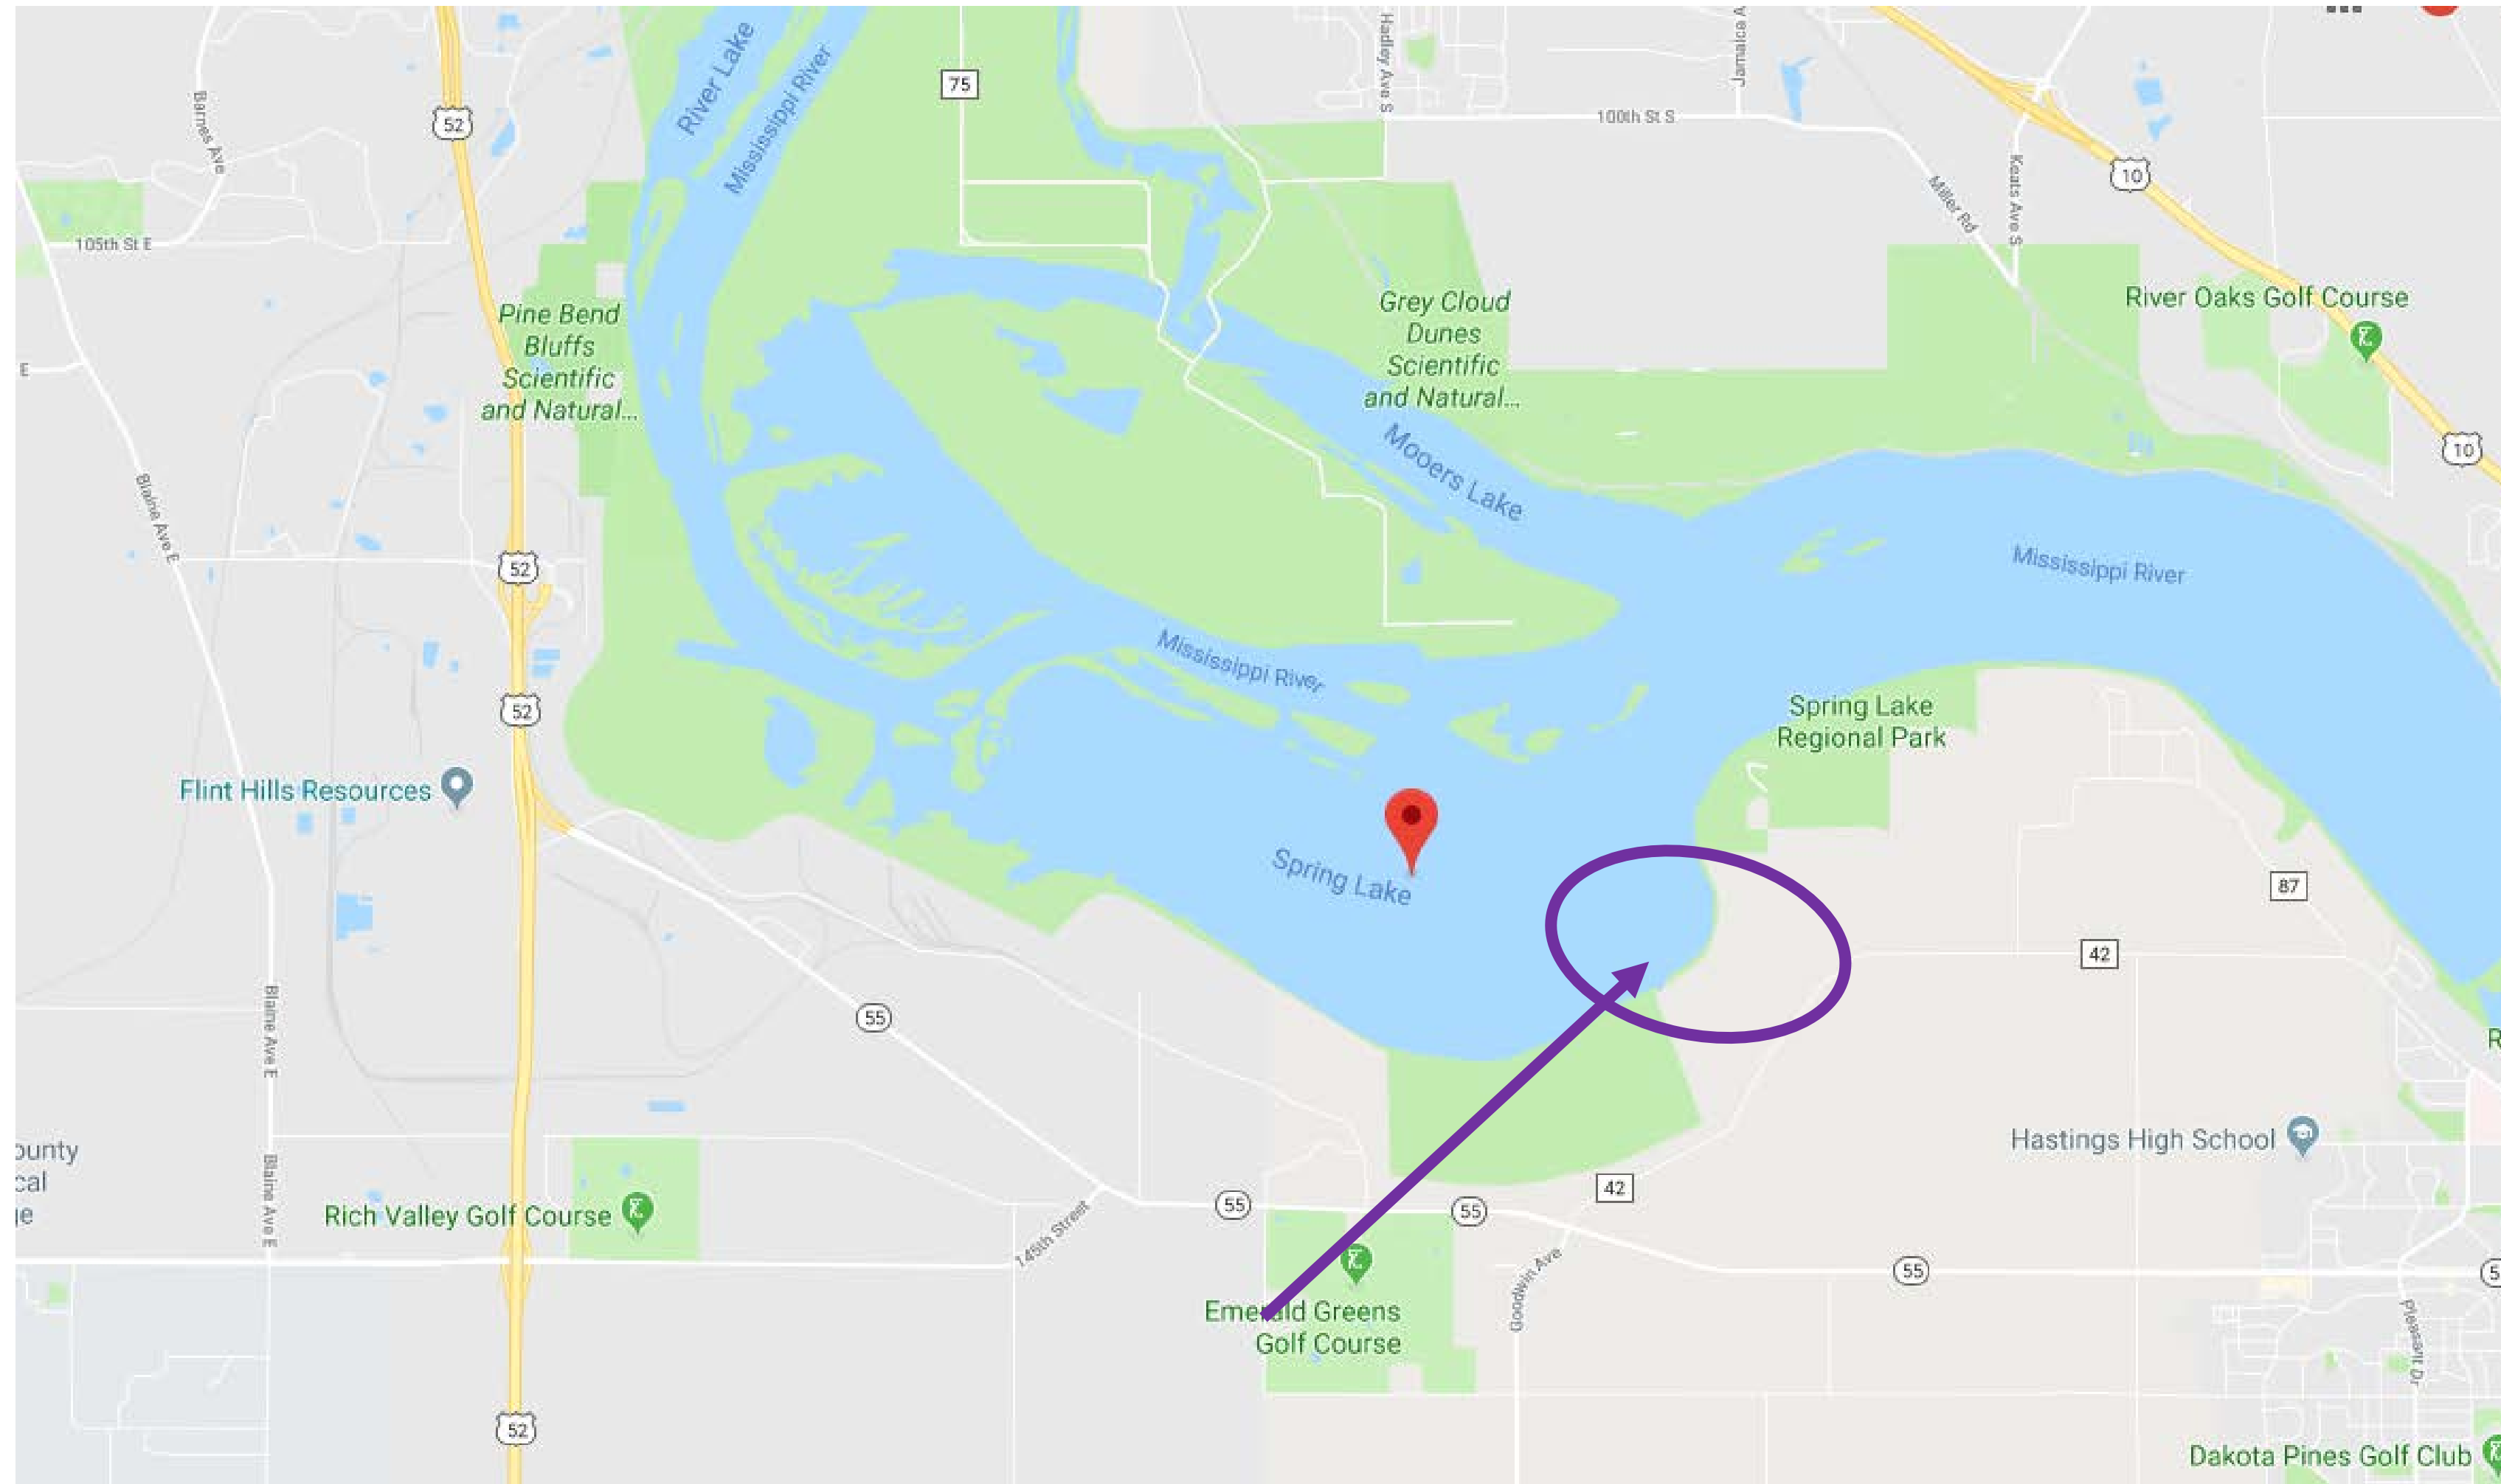 River Lake
Mississippi River
75
Hadley Ave S
Jamaica A
Barnes Ave
52
100th St S
10
Keats Ave S
Miller Rd
105th St E
River Oaks Golf Course
Pine Bend
Bluffs
Scientific
and Natural...
Grey Cloud
Dunes
Scientific
and Natural...
E
10
Mooers Lake
Blaine Ave E
52
Mississippi River
Mississippi River
52
Spring Lake
Regional Park
Flint Hills Resources
Spring Lake
87
42
55
Blaine Ave E
R
Hastings High School
ounty
cal
ge
Blaine Ave E
Rich Valley Golf Course
145th Street
55
55
42
55
5
Goodwin Ave
Emerald Greens
Golf Course
Pleasant Dr
52
Dakota Pines Golf Club